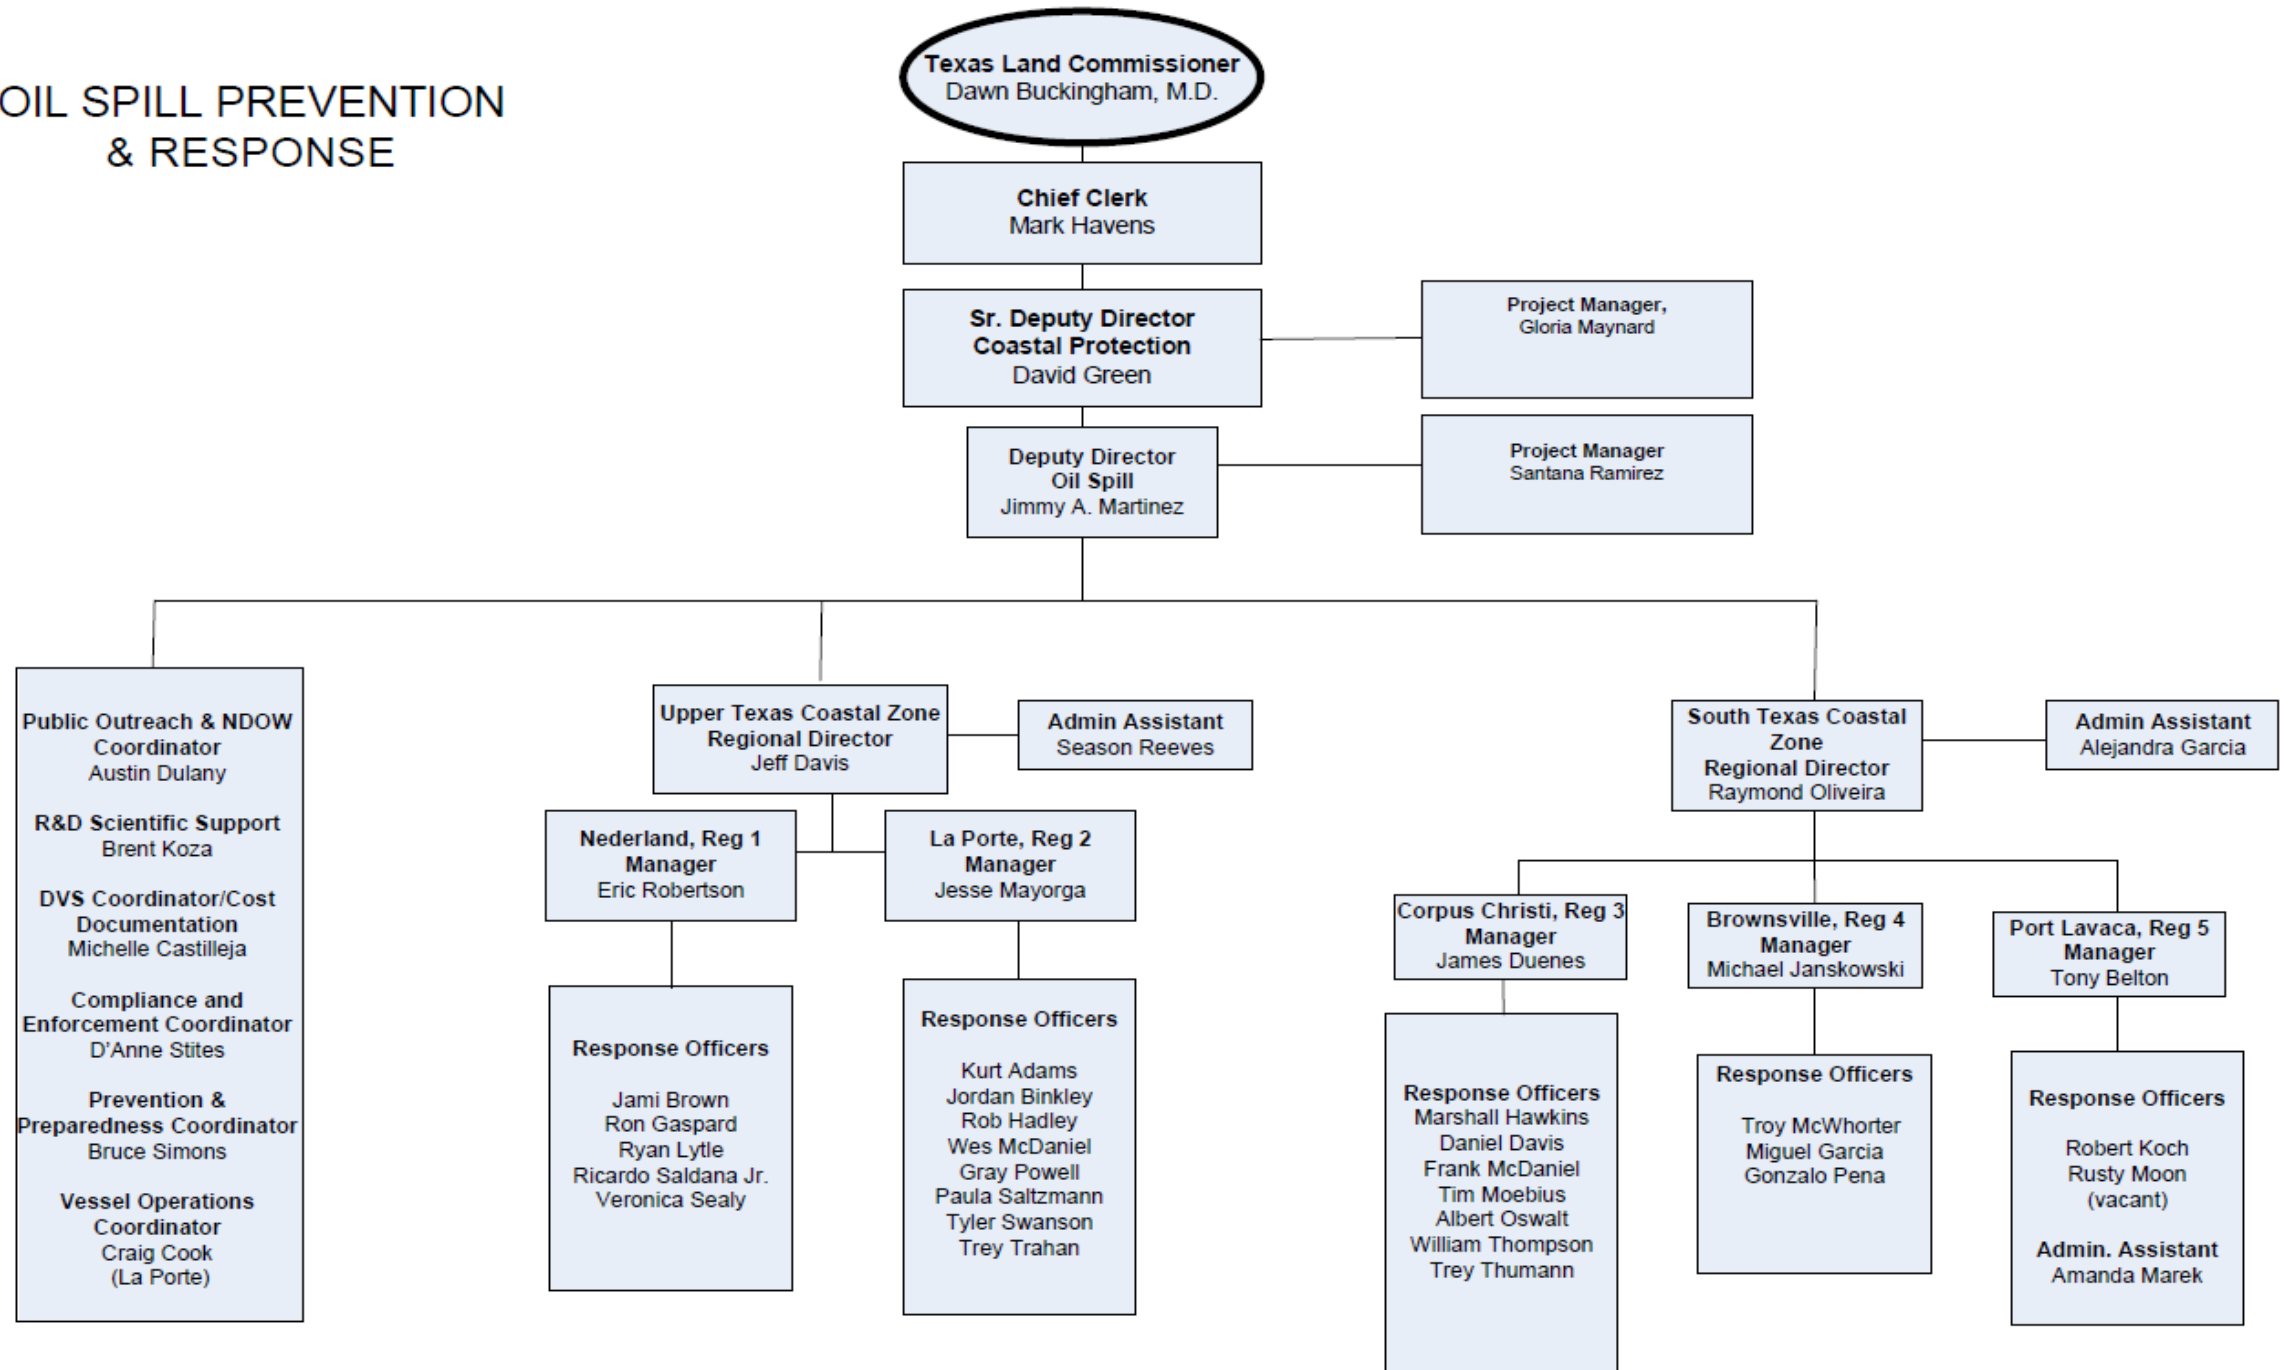 OIL SPILL PREVENTION
& RESPONSE
Texas Land Commissioner
Dawn Buckingham, M.D.
Chief Clerk
Mark Havens
Sr. Deputy Director
Coastal Protection
David Green
Project Manager,
Gloria Maynard
Deputy Director
Oil Spill
Jimmy A. Martinez
Project Manager
Santana Ramirez
Public Outreach & NDOW
Coordinator
Austin Dulany
R&D Scientific Support
Brent Koza
DVS Coordinator/Cost
Documentation
Michelle Castilleja
Compliance and
Enforcement Coordinator
D'Anne Stites
Prevention &
Preparedness Coordinator
Bruce Simons
Vessel Operations
Coordinator
Craig Cook
(La Porte)
Upper Texas Coastal Zone
Regional Director
Jeff Davis
Admin Assistant
Season Reeves
Nederland, Reg 1
Manager
Eric Robertson
La Porte, Reg 2
Manager
Jesse Mayorga
Response Officers
Jami Brown
Ron Gaspard
Ryan Lytle
Ricardo Saldana Jr.
Veronica Sealy
Response Officers
Kurt Adams
Jordan Binkley
Rob Hadley
Wes McDaniel
Gray Powell
Paula Saltzmann
Tyler Swanson
Trey Trahan
South Texas Coastal
Zone
Regional Director
Raymond Oliveira
Admin Assistant
Alejandra Garcia
Corpus Christi, Reg 3
Manager
James Duenes
Brownsville, Reg 4
Manager
Michael Janskowski
Port Lavaca, Reg 5
Manager
Tony Belton
Response Officers
Marshall Hawkins
Daniel Davis
Frank McDaniel
Tim Moebius
Albert Oswalt
William Thompson
Trey Thumann
Response Officers
Troy McWhorter
Miguel Garcia
Gonzalo Pena
Response Officers
Robert Koch
Rusty Moon
(vacant)
Admin. Assistant
Amanda Marek